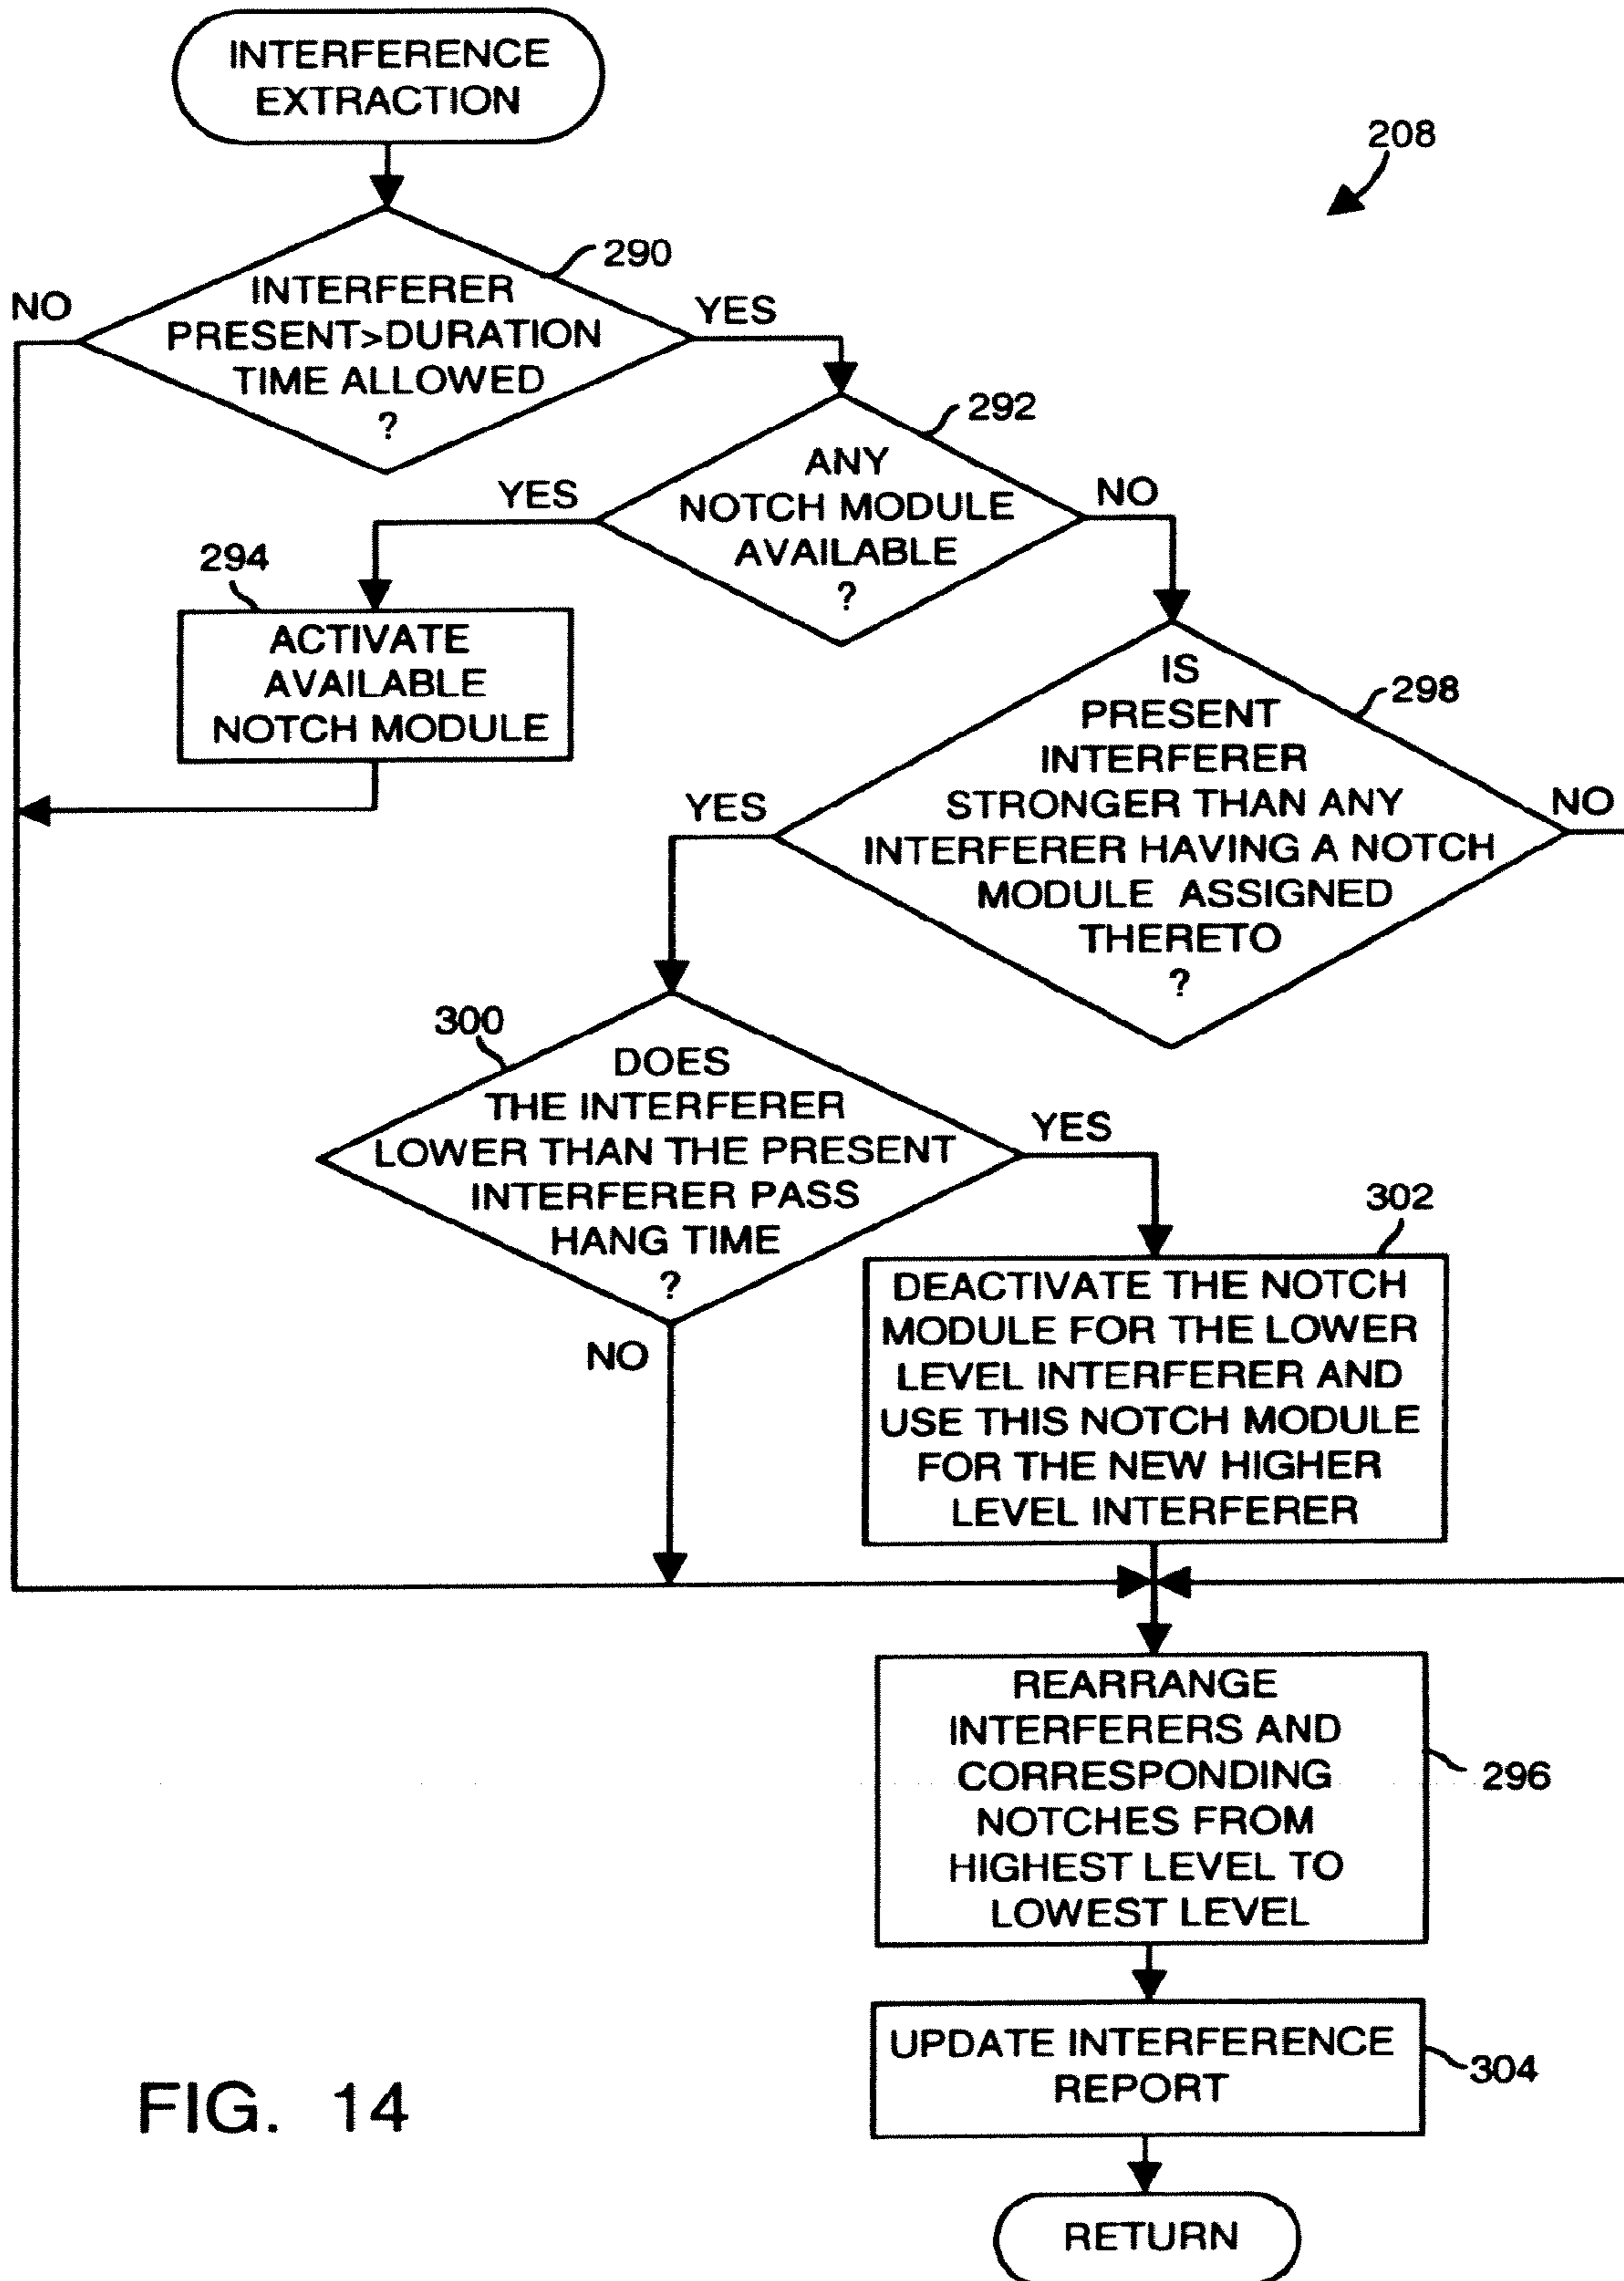 INTERFERENCE
EXTRACTION
208
290
NO
INTERFERER
PRESENT>DURATION
TIME ALLOWED
?
YES
292
ANY
NOTCH MODULE
AVAILABLE
?
YES
NO
294
ACTIVATE
AVAILABLE
NOTCH MODULE
298
IS
PRESENT
INTERFERER
STRONGER THAN ANY
INTERFERER HAVING A NOTCH
MODULE ASSIGNED
THERETO
?
YES
NO
300
DOES
THE INTERFERER
LOWER THAN THE PRESENT
INTERFERER PASS
HANG TIME
?
YES
NO
302
DEACTIVATE THE NOTCH
MODULE FOR THE LOWER
LEVEL INTERFERER AND
USE THIS NOTCH MODULE
FOR THE NEW HIGHER
LEVEL INTERFERER
REARRANGE
INTERFERERS AND
CORRESPONDING
NOTCHES FROM
HIGHEST LEVEL TO
LOWEST LEVEL
296
UPDATE INTERFERENCE
REPORT
304
RETURN
FIG. 14